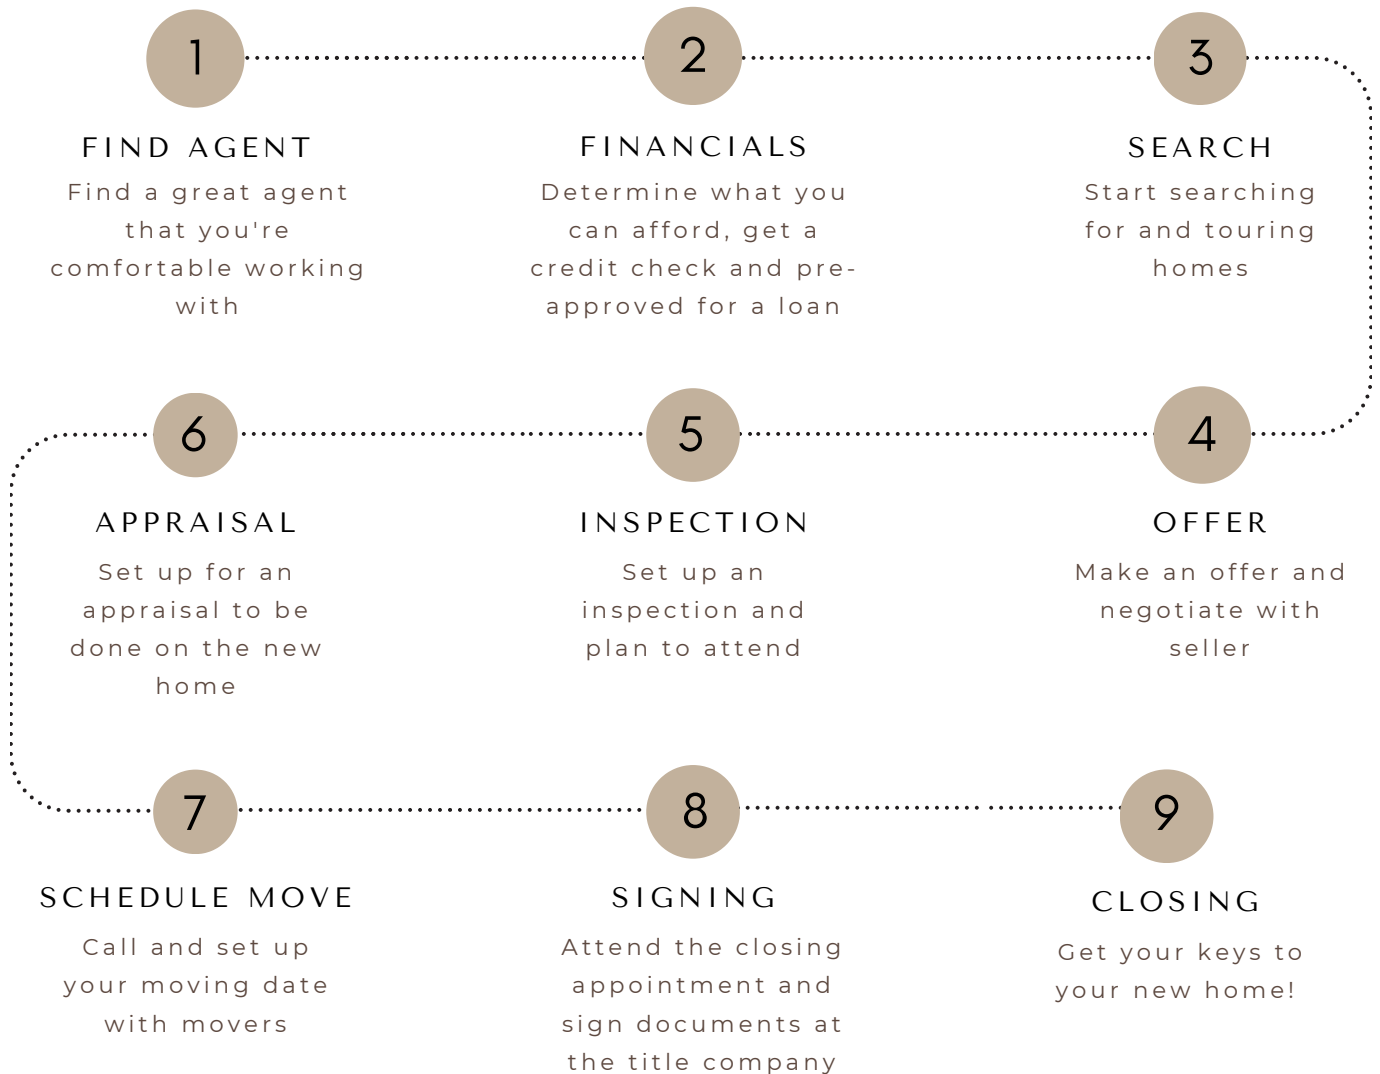 1
FIND AGENT
Find a great agent
that you're
comfortable working
with
2
FINANCIALS
Determine what you
can afford, get a
credit check and pre-
approved for a loan
3
SEARCH
Start searching
for and touring
homes
4
OFFER
Make an offer and
negotiate with
seller
5
INSPECTION
Set up an
inspection and
plan to attend
6
APPRAISAL
Set up for an
appraisal to be
done on the new
home
7
SCHEDULE MOVE
Call and set up
your moving date
with movers
8
SIGNING
Attend the closing
appointment and
sign documents at
the title company
9
CLOSING
Get your keys to
your new home!